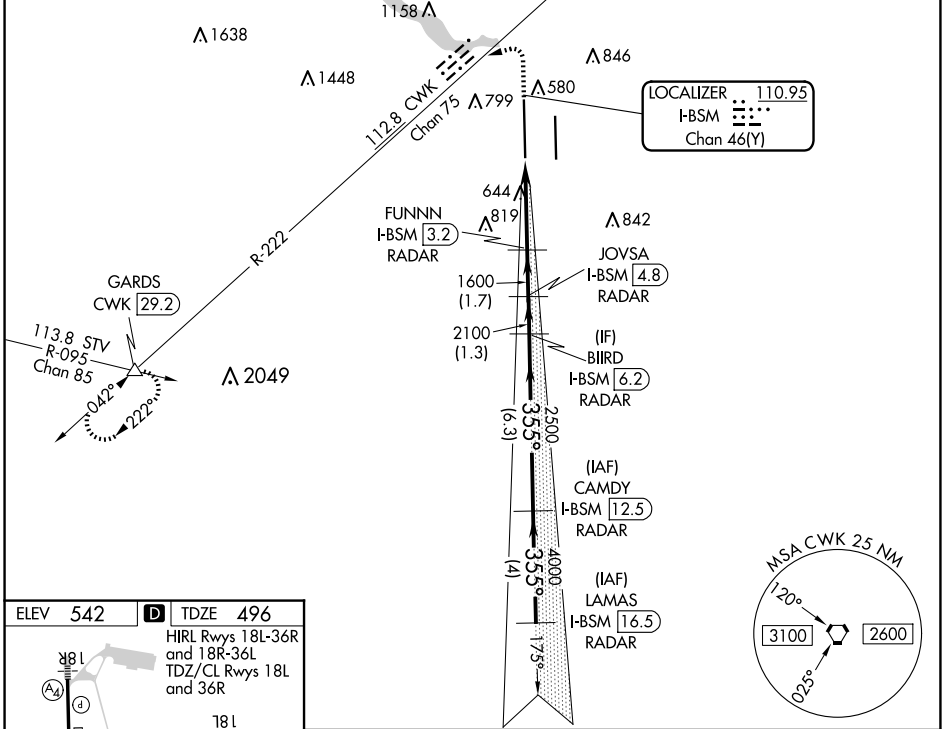 1158
1638
1448
846
580
799
112.8 CWK
Chan 75
LOCALIZER 110.95
I-BSM
Chan 46(Y)
644
819
842
FUNNN
I-BSM 3.2
RADAR
JOVSA
I-BSM 4.8
RADAR
R-222
1600
(1.7)
GARDS
CWK 29.2
2100
(1.3)
(IF)
BIIRD
I-BSM 6.2
RADAR
113.8 STV
R-095
Chan 85
2049
042°
222°
(6.3)
355°
2500
(IAF)
CAMDY
I-BSM 12.5
RADAR
(4)
355°
4000
(IAF)
LAMAS
I-BSM 16.5
RADAR
175°
MSA CWK 25 NM
120°
3100
2600
025°
ELEV 542 D TDZE 496
HIRL Rwys 18L-36R
and 18R-36L
TDZ/CL Rwys 18L
and 36R
18R
A4
P
18L